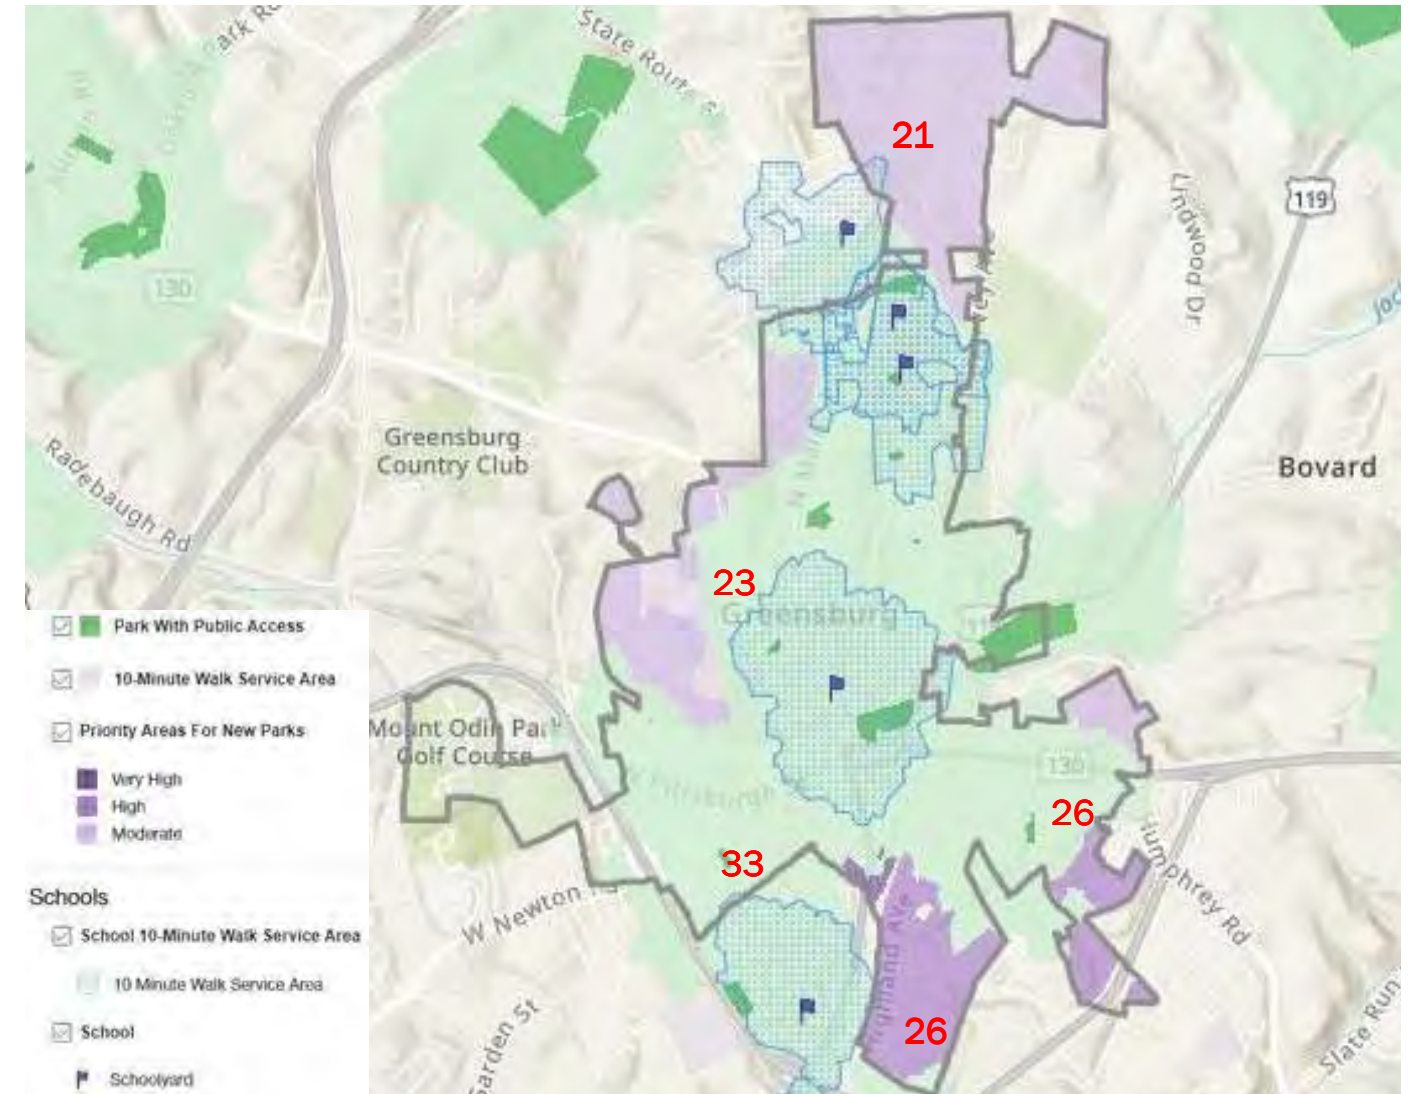 ark Ru
State Route
21
Lindwood Dr
119
130
Greensburg
Country Club
Radebaugh Rd
Bovard
23
Greensburg
Park With Public Access
10-Minute Walk Service Area
Priority Areas For New Parks
Very High
High
Moderate
Mount Odin Park
Golf Course
W Pittsburgh
130
26
33
W Newton
Humphrey Rd
Highland Ave
26
Garden St
Slate Run
Schools
School 10-Minute Walk Service Area
10 Minute Walk Service Area
School
Schoolyard